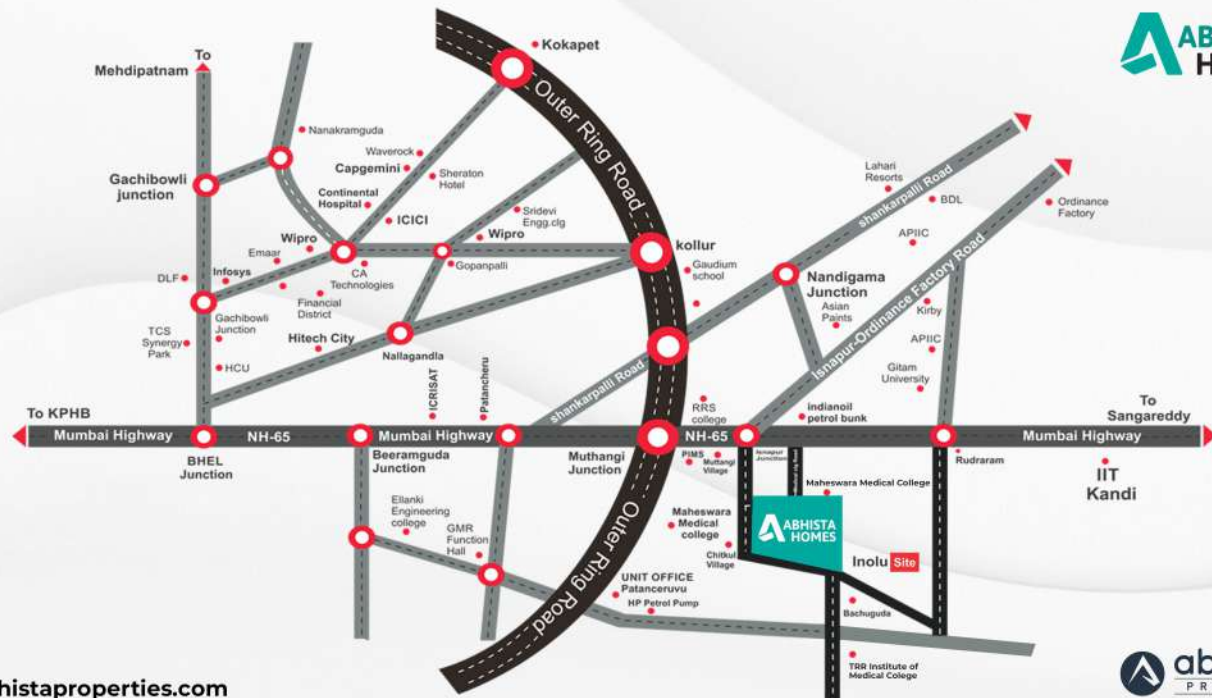 Kokapet
To
Mehdipatnam
Outer Ring Road
Nanakramguda
Waverock
Capgemini
Sheraton
Hotel
Gachibowli
junction
Continental
Hospital
ICICI
Sridevi
Engg.clg
Lahari
Resorts
shankarpalli Road
BDL
Ordinance
Factory
APIIC
Wipro
Wipro
kollur
Emaar
Gopanpalli
Gaudium
school
DLF
Infosys
CA
Technologies
Financial
District
Nandigama
Junction
Asian
Paints
Isnapur-Ordinance Factory Road
Kirby
Gachibowli
Junction
TCS
Synergy
Park
Hitech City
Nallagandla
HCU
APIIC
Gitam
University
ICRISAT
Patancheru
shankarpalli Road
RRS
college
indianoil
petrol bunk
To KPHB
To
Sangareddy
Mumbai Highway
NH-65
Mumbai Highway
NH-65
Mumbai Highway
BHEL
Junction
Beeramguda
Junction
Muthangi
Junction
PIMS
Muttangi
Village
Isnapur
Junction
Rudraram
IIT
Kandi
Maheswara Medical College
Ellanki
Engineering
college
GMR
Function
Hall
Outer Ring Road
Maheswara
Medical
college
Chitkul
Village
ABHISTA
HOMES
Inolu Site
UNIT OFFICE
Patanceruvu
HP Petrol Pump
Bachuguda
TRR Institute of
Medical College
histaproperties.com